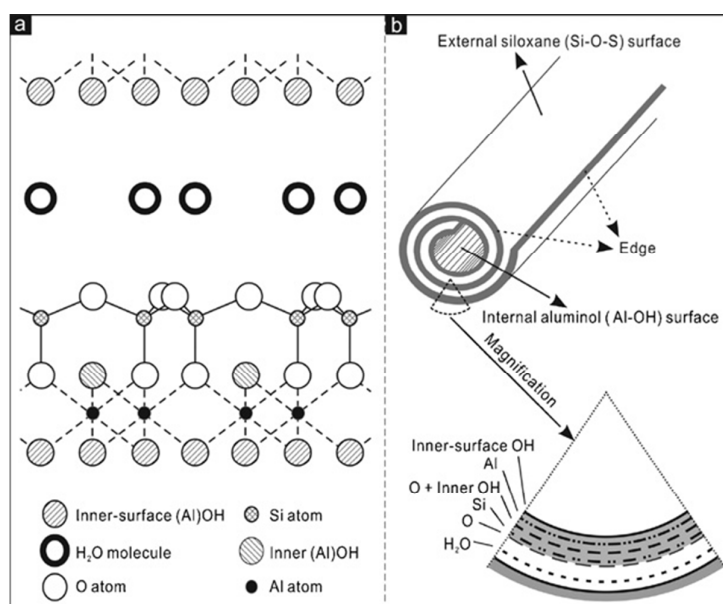 a
Inner-surface (Al)OH
Si atom
H₂O molecule
Inner (Al)OH
O atom
Al atom
b
External siloxane (Si-O-S) surface
Edge
Internal aluminol (Al-OH) surface
Magnification
Inner-surface OH
Al
O + Inner OH
Si
O
H₂O